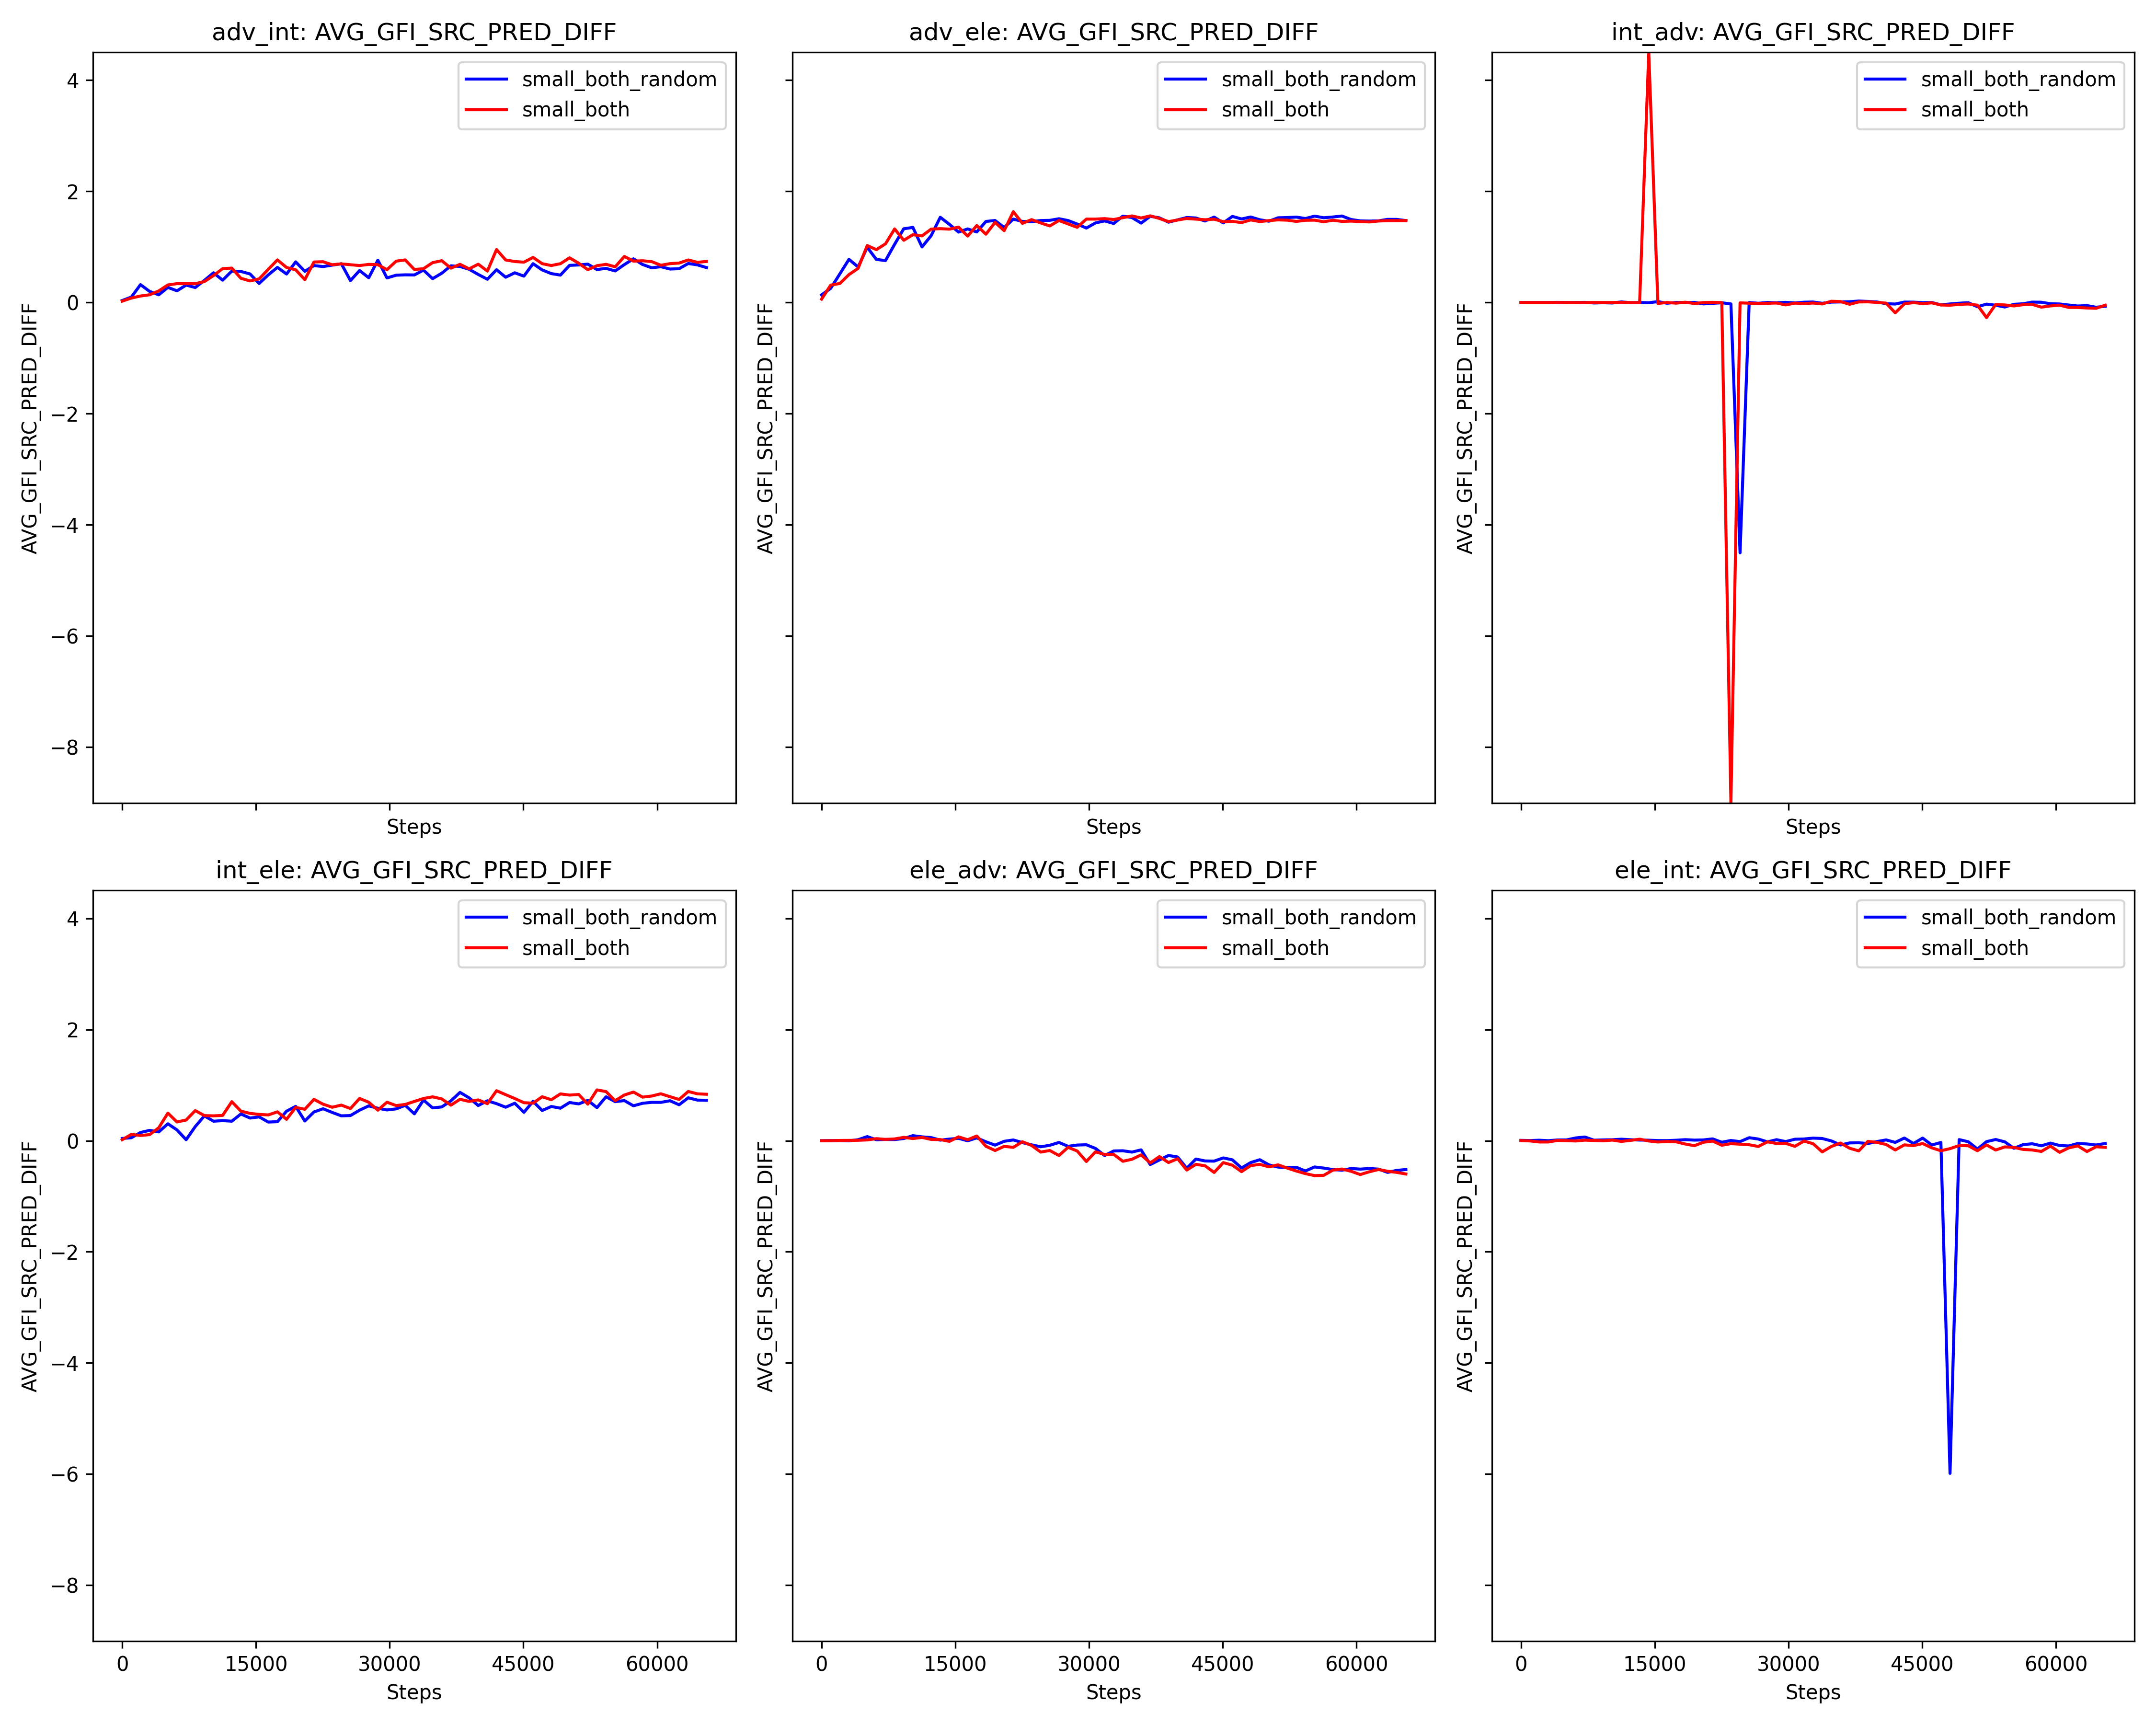 adv_int: AVG_GFI_SRC_PRED_DIFF
adv_ele: AVG_GFI_SRC_PRED_DIFF
int_adv: AVG_GFI_SRC_PRED_DIFF
small_both_random
small_both
small_both_random
small_both
small_both_random
small_both
4
2
0
−2
−4
−6
−8
AVG_GFI_SRC_PRED_DIFF
AVG_GFI_SRC_PRED_DIFF
AVG_GFI_SRC_PRED_DIFF
Steps
Steps
Steps
int_ele: AVG_GFI_SRC_PRED_DIFF
ele_adv: AVG_GFI_SRC_PRED_DIFF
ele_int: AVG_GFI_SRC_PRED_DIFF
small_both_random
small_both
small_both_random
small_both
small_both_random
small_both
4
2
0
−2
−4
−6
−8
AVG_GFI_SRC_PRED_DIFF
AVG_GFI_SRC_PRED_DIFF
AVG_GFI_SRC_PRED_DIFF
0 15000 30000 45000 60000
0 15000 30000 45000 60000
0 15000 30000 45000 60000
Steps
Steps
Steps